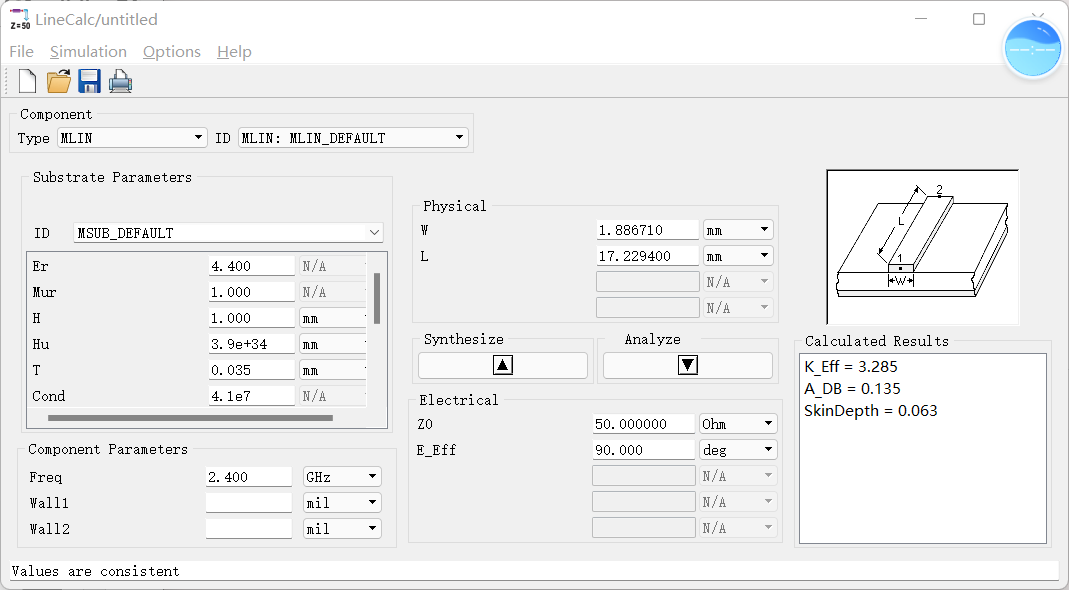 Z=50 LineCalc/untitled
File Simulation Options Help
Component
Type MLIN ID MLIN: MLIN_DEFAULT
Substrate Parameters
ID MSUB_DEFAULT
Er 4.400 N/A
Mur 1.000 N/A
H 1.000 mm
Hu 3.9e+34 mm
T 0.035 mm
Cond 4.1e7 N/A
Component Parameters
Freq 2.400 GHz
Wall1 mil
Wall2 mil
Physical
W 1.886710 mm
L 17.229400 mm
N/A
N/A
Synthesize Analyze
Electrical
Z0 50.000000 Ohm
E_Eff 90.000 deg
N/A
N/A
N/A
2
L
1
W
Calculated Results
K_Eff = 3.285
A_DB = 0.135
SkinDepth = 0.063
Values are consistent